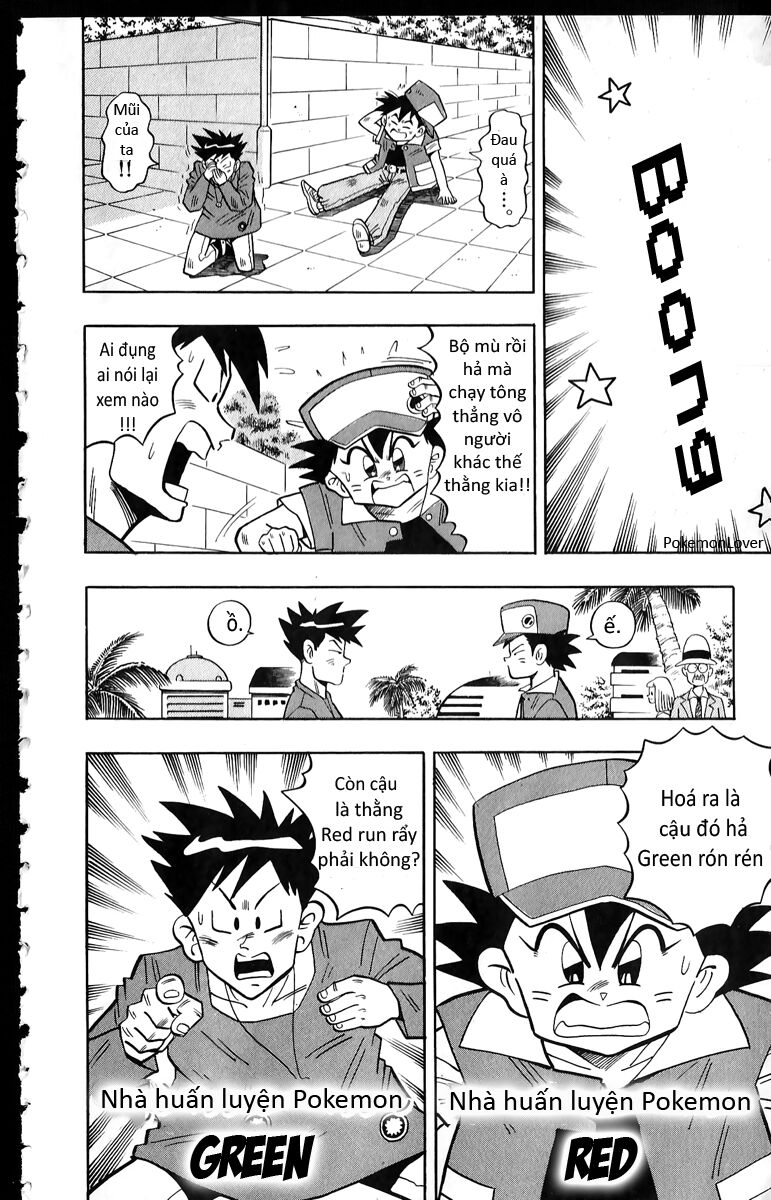 Boong
Đau
quá
à
....
Mũi
của
ta
!!
PokemonLover
Bộ mù rồi
hả mà
chạy tông
thẳng vô
người
khác thế
thằng kia!!
Ai đụng
ai nói lại
xem nào
!!!
ế.
ồ.
Hoá ra là
cậu đó hả
Green rón rén
Nhà huấn luyện Pokemon
RED
Còn cậu
là thằng
Red run rẩy
phải không?
Nhà huấn luyện Pokemon
GREEN